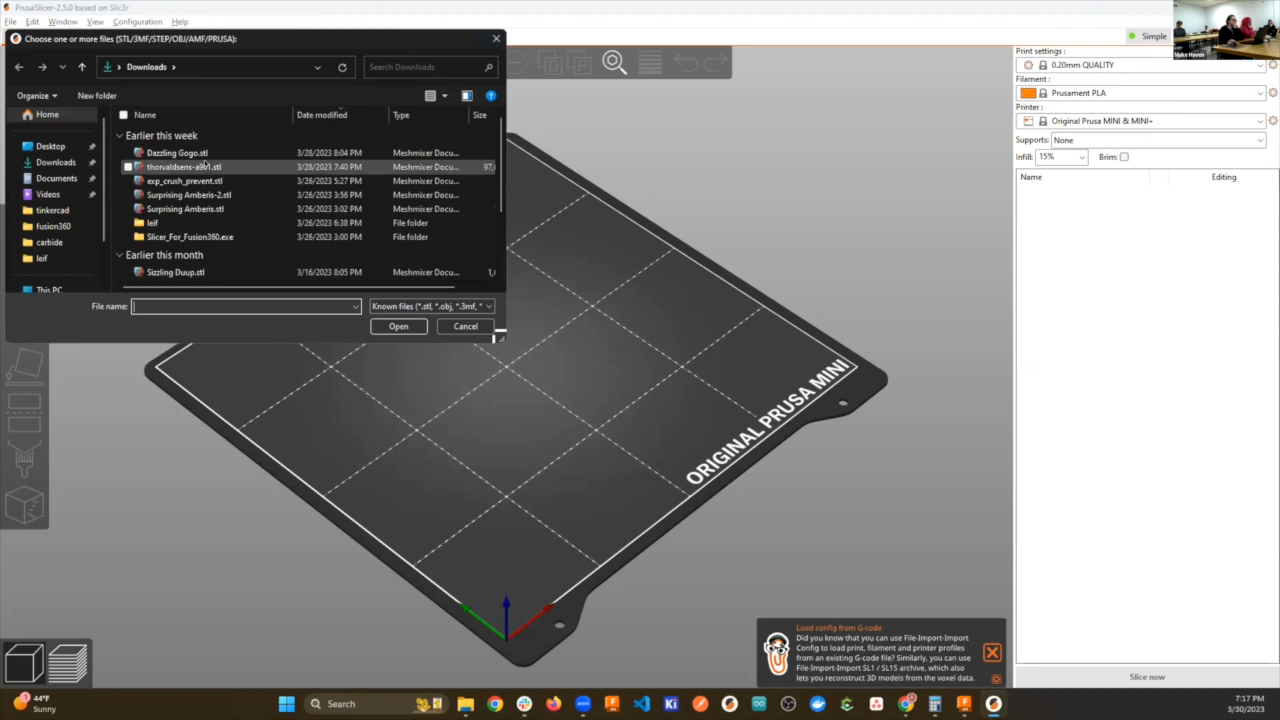 PrusaSlicer-2.5.0 based on Slic3r
File Edit Window View Configuration Help
Choose one or more files (STL/3MF/STEP/OBJ/AMF/PRUSA):
Downloads
Search Downloads
Organize New folder
Home
Desktop
Downloads
Documents
Videos
tinkercad
fusion360
carbide
leif
This PC
Name Date modified Type Size
Earlier this week
Dazzling Gogo.stl 3/28/2023 8:04 PM Meshmixer Docu...
3/28/2023 7:40 PM Meshmixer Docu... 97,
exp_crush_prevent.stl 3/26/2023 5:27 PM Meshmixer Docu...
Surprising Amberis-2.stl 3/26/2023 3:56 PM Meshmixer Docu...
Surprising Amberis.stl 3/26/2023 3:02 PM Meshmixer Docu...
leif 3/26/2023 6:38 PM File folder
Slicer_For_Fusion360.exe 3/26/2023 3:00 PM File folder
Earlier this month
Sizzling Duup.stl 3/16/2023 8:05 PM Meshmixer Docu... 1,
File name: Known files (*.stl, *.obj, *.3mf, *
Open Cancel
Make Haven
Simple
Print settings :
0.20mm QUALITY
Filament :
Prusament PLA
Printer :
Original Prusa MINI & MINI+
Supports: None
Infill: 15% Brim:
Name Editing
ORIGINAL PRUSA MINI
Load config from G-code
Did you know that you can use File-Import-Import
Config to load print, filament and printer profiles
from an existing G-code file? Similarly, you can use
File-Import-Import SL1 / SL1S archive, which also
lets you reconstruct 3D models from the voxel data.
Slice now
1
44°F
Sunny
Search
Ki
7:17 PM
3/30/2023